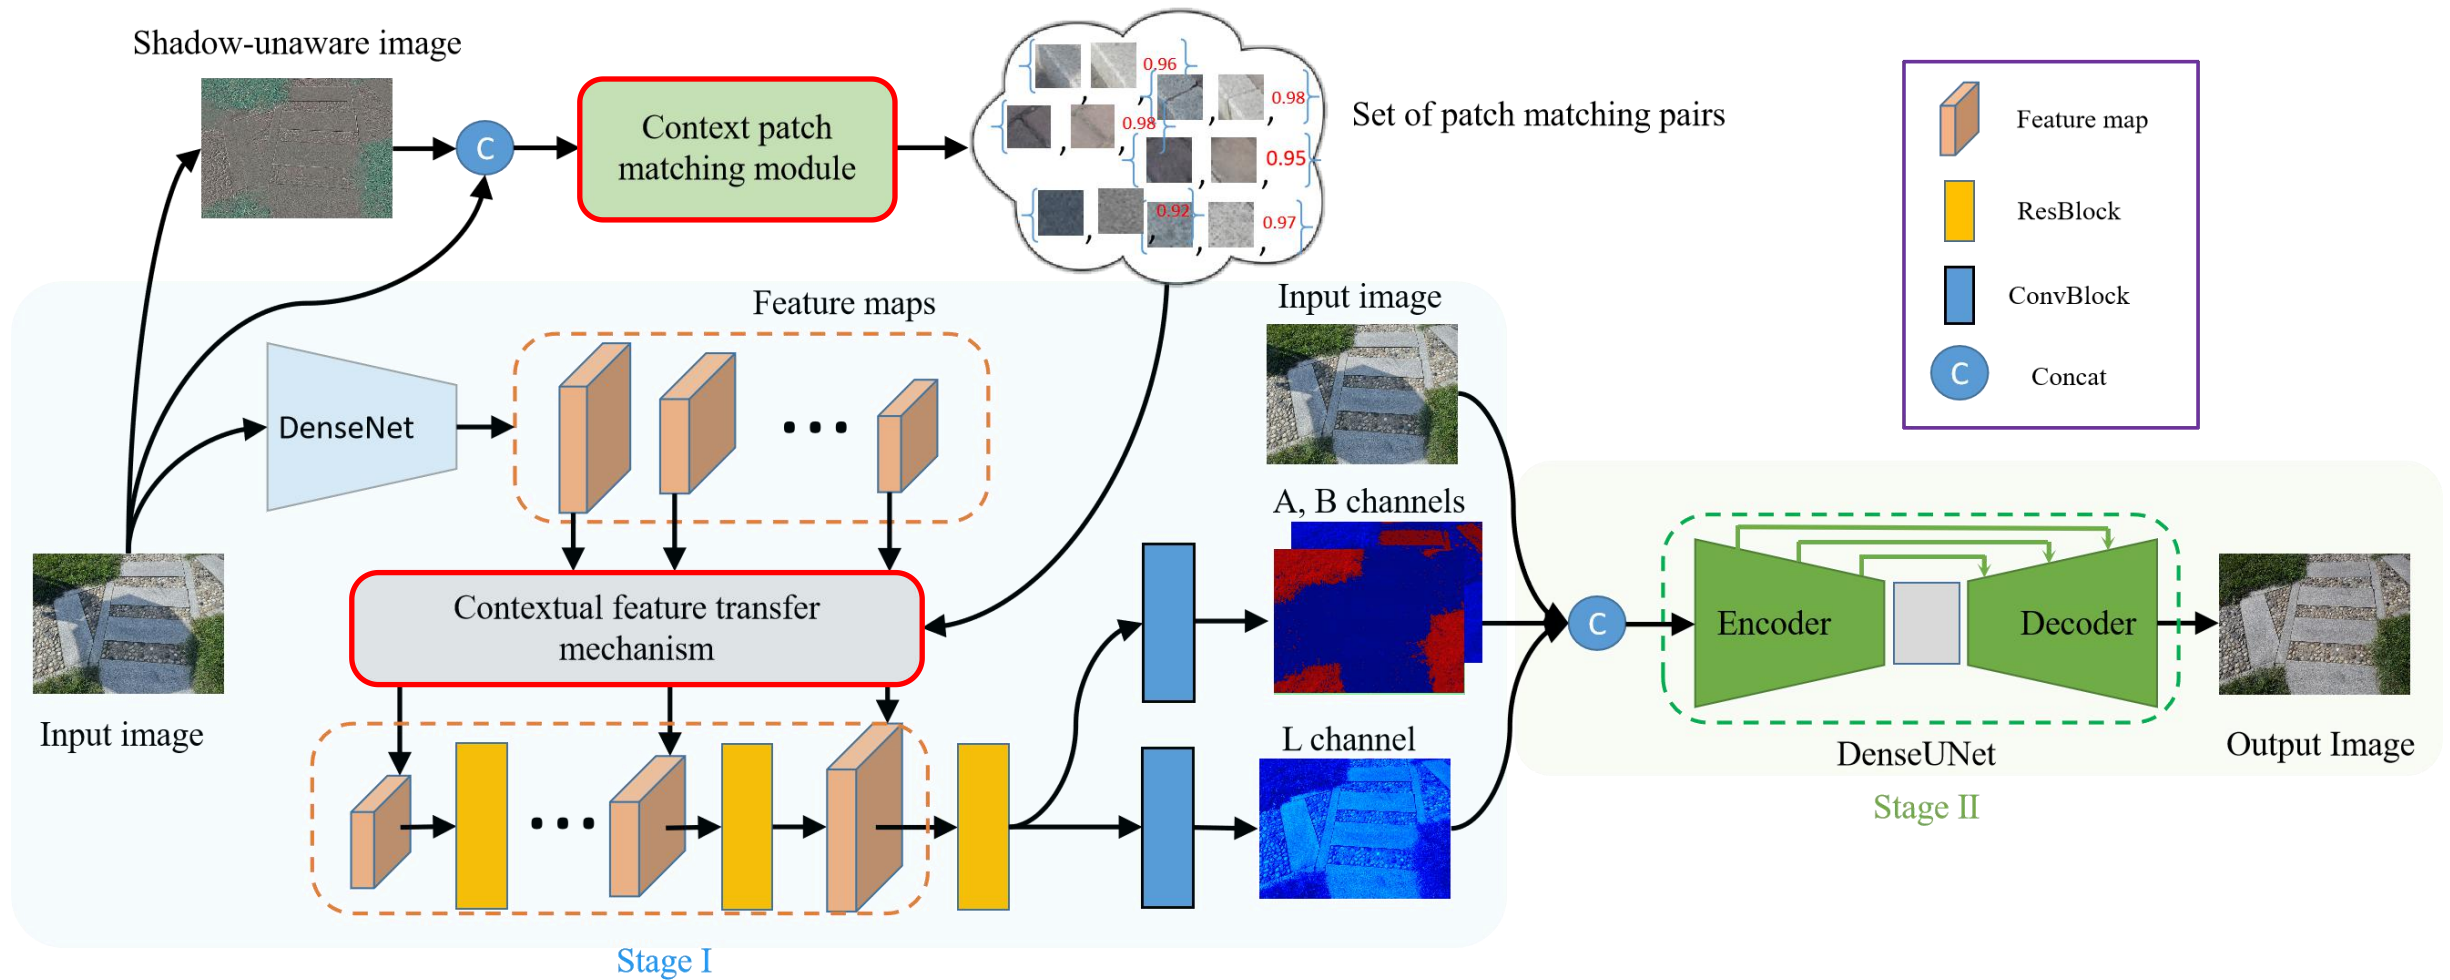 Shadow-unaware image
C
Context patch
matching module
0.96
0.98
0.98
0.95
0.92
0.97
Set of patch matching pairs
Feature map
ResBlock
ConvBlock
C
Concat
Feature maps
Input image
DenseNet
A, B channels
Input image
Contextual feature transfer
mechanism
L channel
C
Encoder
Decoder
DenseUNet
Output Image
Stage I
Stage II